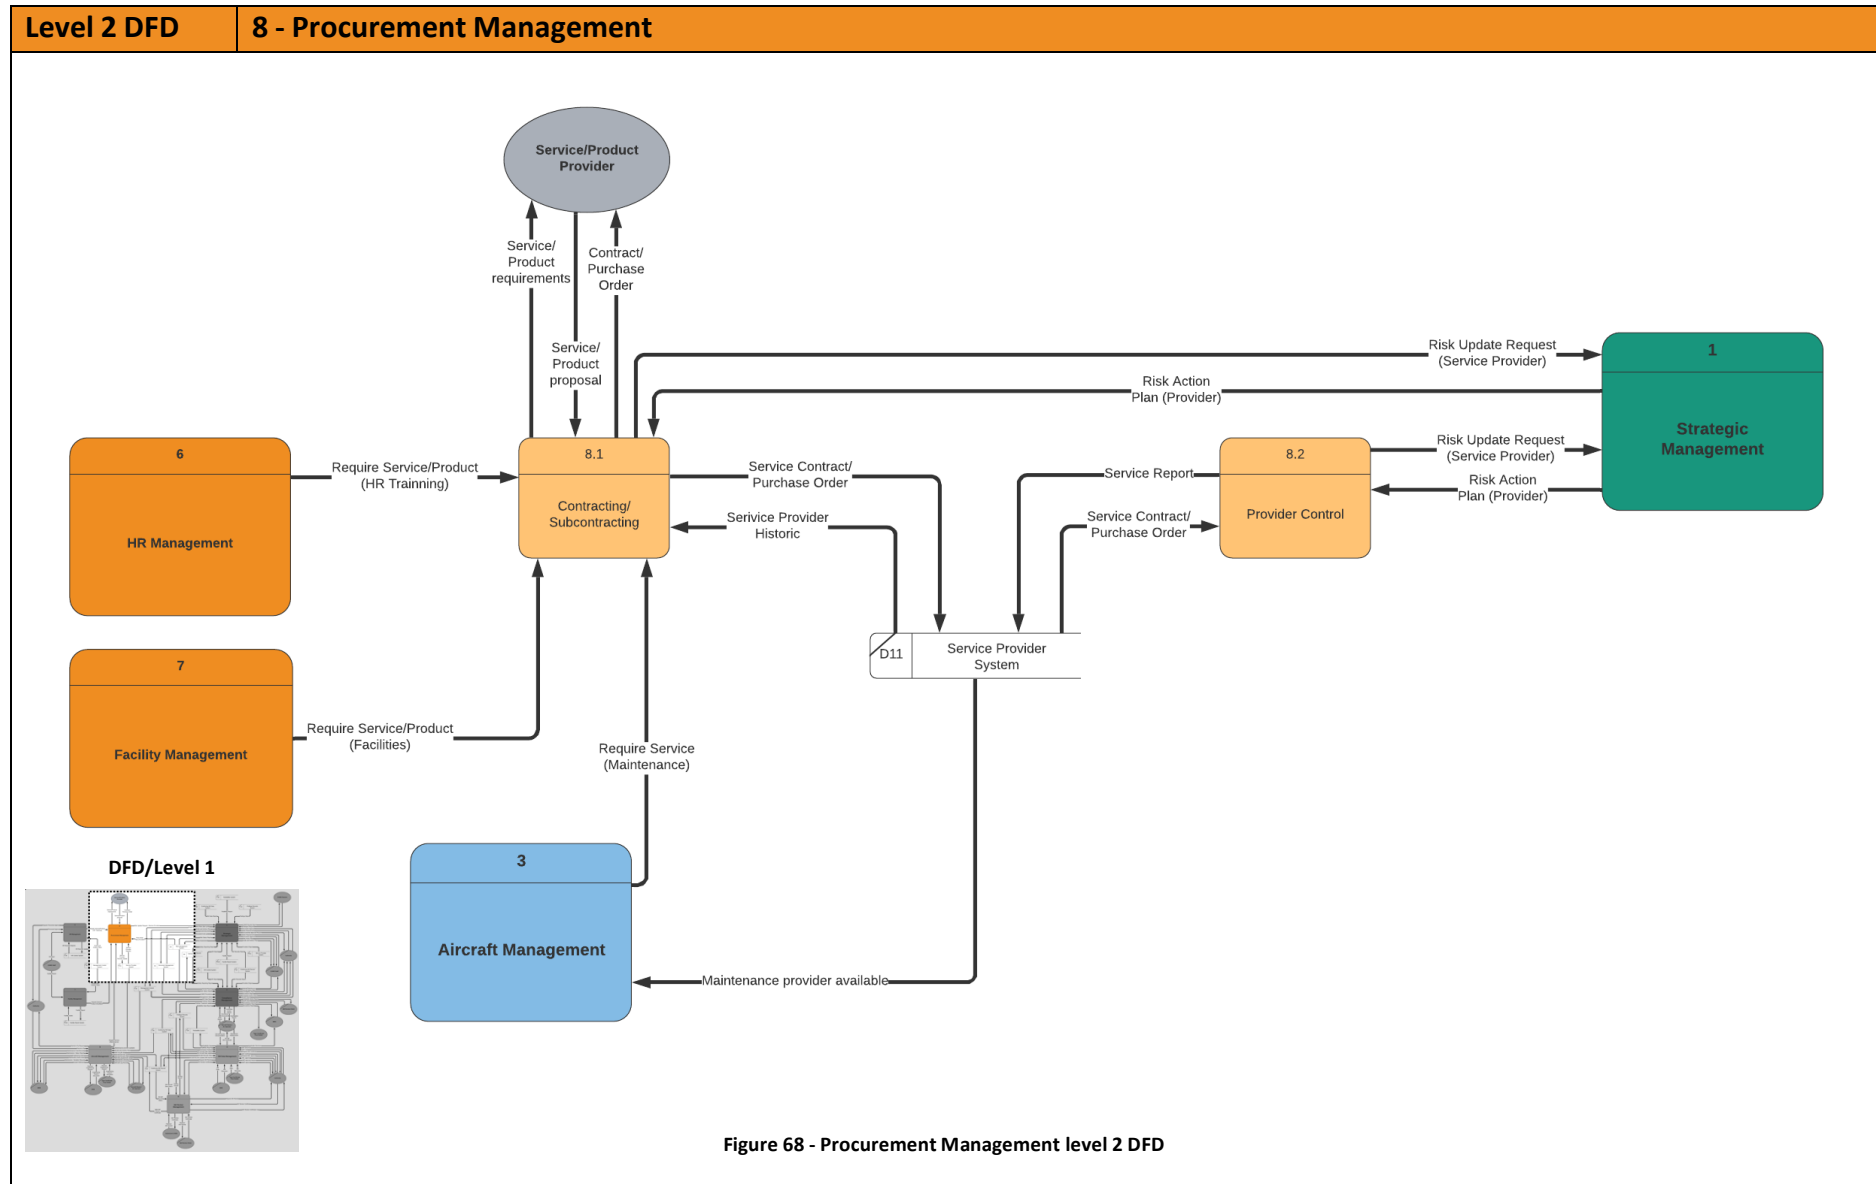 Level 2 DFD
8 - Procurement Management
Service/Product
Provider
Service/
Product
requirements
Contract/
Purchase
Order
Service/
Product
proposal
Risk Update Request
(Service Provider)
Risk Action
Plan (Provider)
1
Strategic
Management
6
HR Management
Require Service/Product
(HR Trainning)
8.1
Contracting/
Subcontracting
Service Contract/
Purchase Order
Serivice Provider
Historic
Service Report
Service Contract/
Purchase Order
8.2
Provider Control
Risk Update Request
(Service Provider)
Risk Action
Plan (Provider)
D11
Service Provider
System
7
Facility Management
Require Service/Product
(Facilities)
Require Service
(Maintenance)
3
Aircraft Management
Maintenance provider available
DFD/Level 1
Figure 68 - Procurement Management level 2 DFD